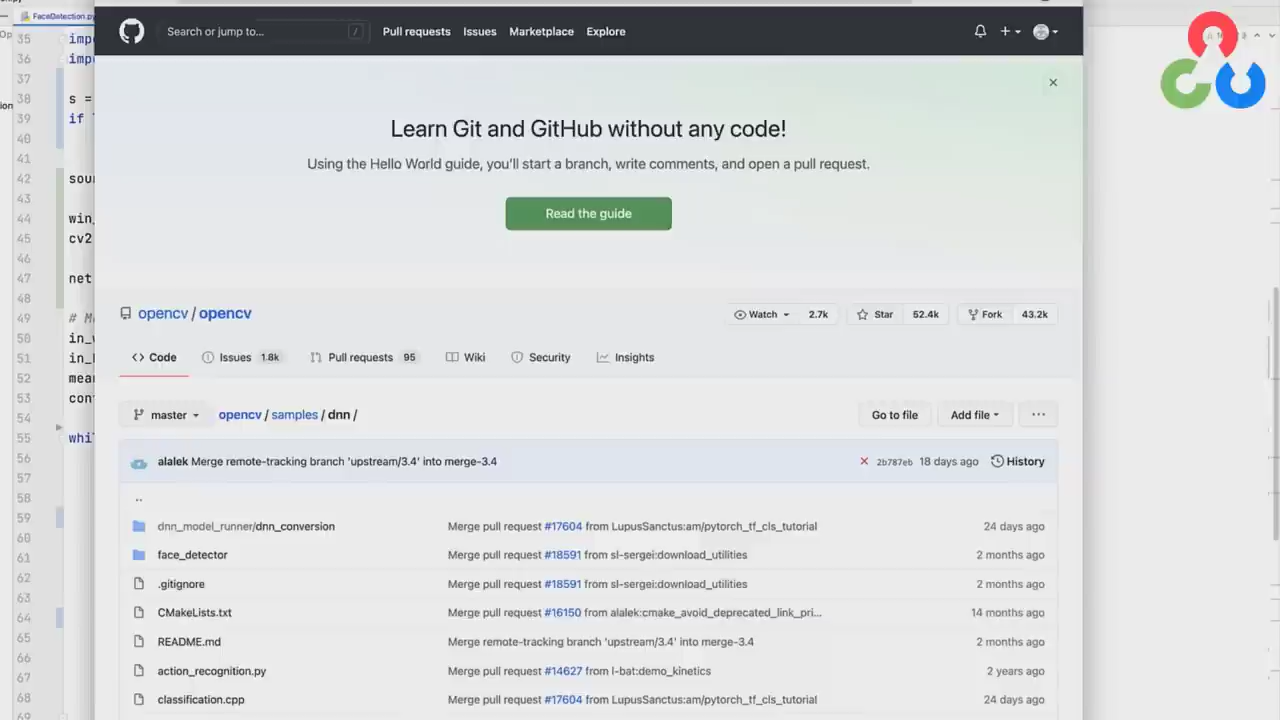 FaceDetection.py
Search or jump to... /
Pull requests Issues Marketplace Explore
Learn Git and GitHub without any code!
Using the Hello World guide, you'll start a branch, write comments, and open a pull request.
Read the guide
opencv / opencv
Watch 2.7k Star 52.4k Fork 43.2k
Code Issues 1.8k Pull requests 95 Wiki Security Insights
master opencv / samples / dnn / Go to file Add file ...
alalek Merge remote-tracking branch 'upstream/3.4' into merge-3.4 2b787eb 18 days ago History
..
dnn_model_runner/dnn_conversion Merge pull request #17604 from LupusSanctus:am/pytorch_tf_cls_tutorial 24 days ago
face_detector Merge pull request #18591 from sl-sergei:download_utilities 2 months ago
.gitignore Merge pull request #18591 from sl-sergei:download_utilities 2 months ago
CMakeLists.txt Merge pull request #16150 from alalek:cmake_avoid_deprecated_link_pri... 14 months ago
README.md Merge remote-tracking branch 'upstream/3.4' into merge-3.4 2 months ago
action_recognition.py Merge pull request #14627 from l-bat:demo_kinetics 2 years ago
classification.cpp Merge pull request #17604 from LupusSanctus:am/pytorch_tf_cls_tutorial 24 days ago
35 impo
36 impo
37
38 s =
39 if
40
41
42 sour
43
44 win_
45 cv2
46
47 net
48
49 # M
50 in_w
51 in_h
52 mean
53 con
54
55 whil
56
57
58
59
60
61
62
63
64
65
66
67
68
69